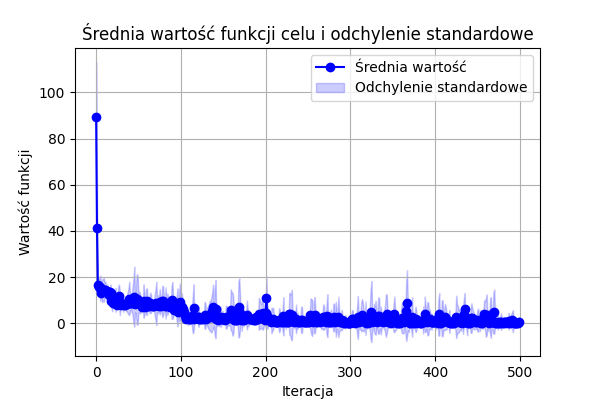 Średnia wartość funkcji celu i odchylenie standardowe
Średnia wartość
Odchylenie standardowe
Wartość funkcji
100
80
60
40
20
0
0 100 200 300 400 500
Iteracja